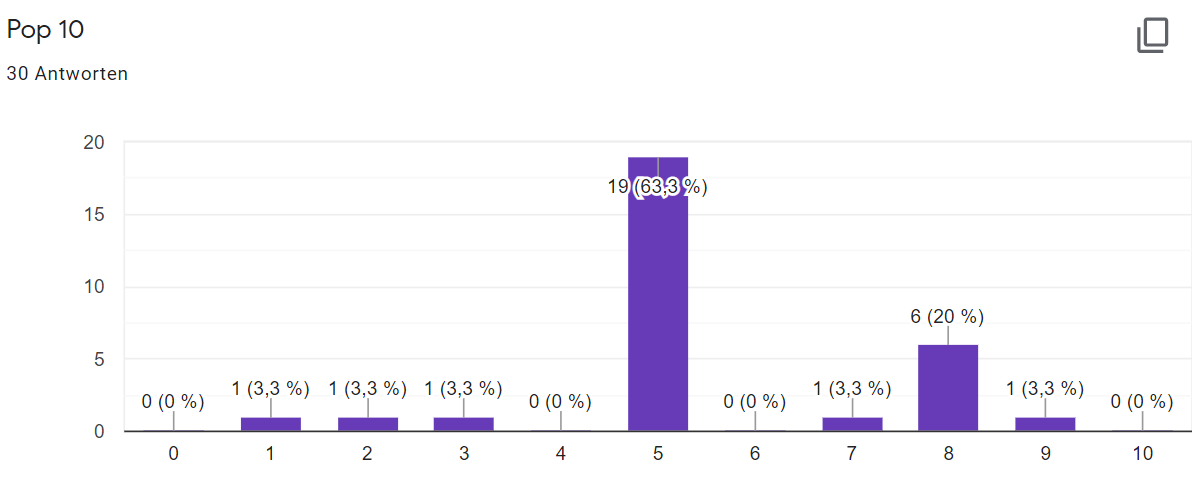 Pop 10
30 Antworten
20
15
10
5
0
0 (0 %)
1 (3,3 %)
1 (3,3 %)
1 (3,3 %)
0 (0 %)
19 (63,3 %)
0 (0 %)
1 (3,3 %)
6 (20 %)
1 (3,3 %)
0 (0 %)
0 1 2 3 4 5 6 7 8 9 10